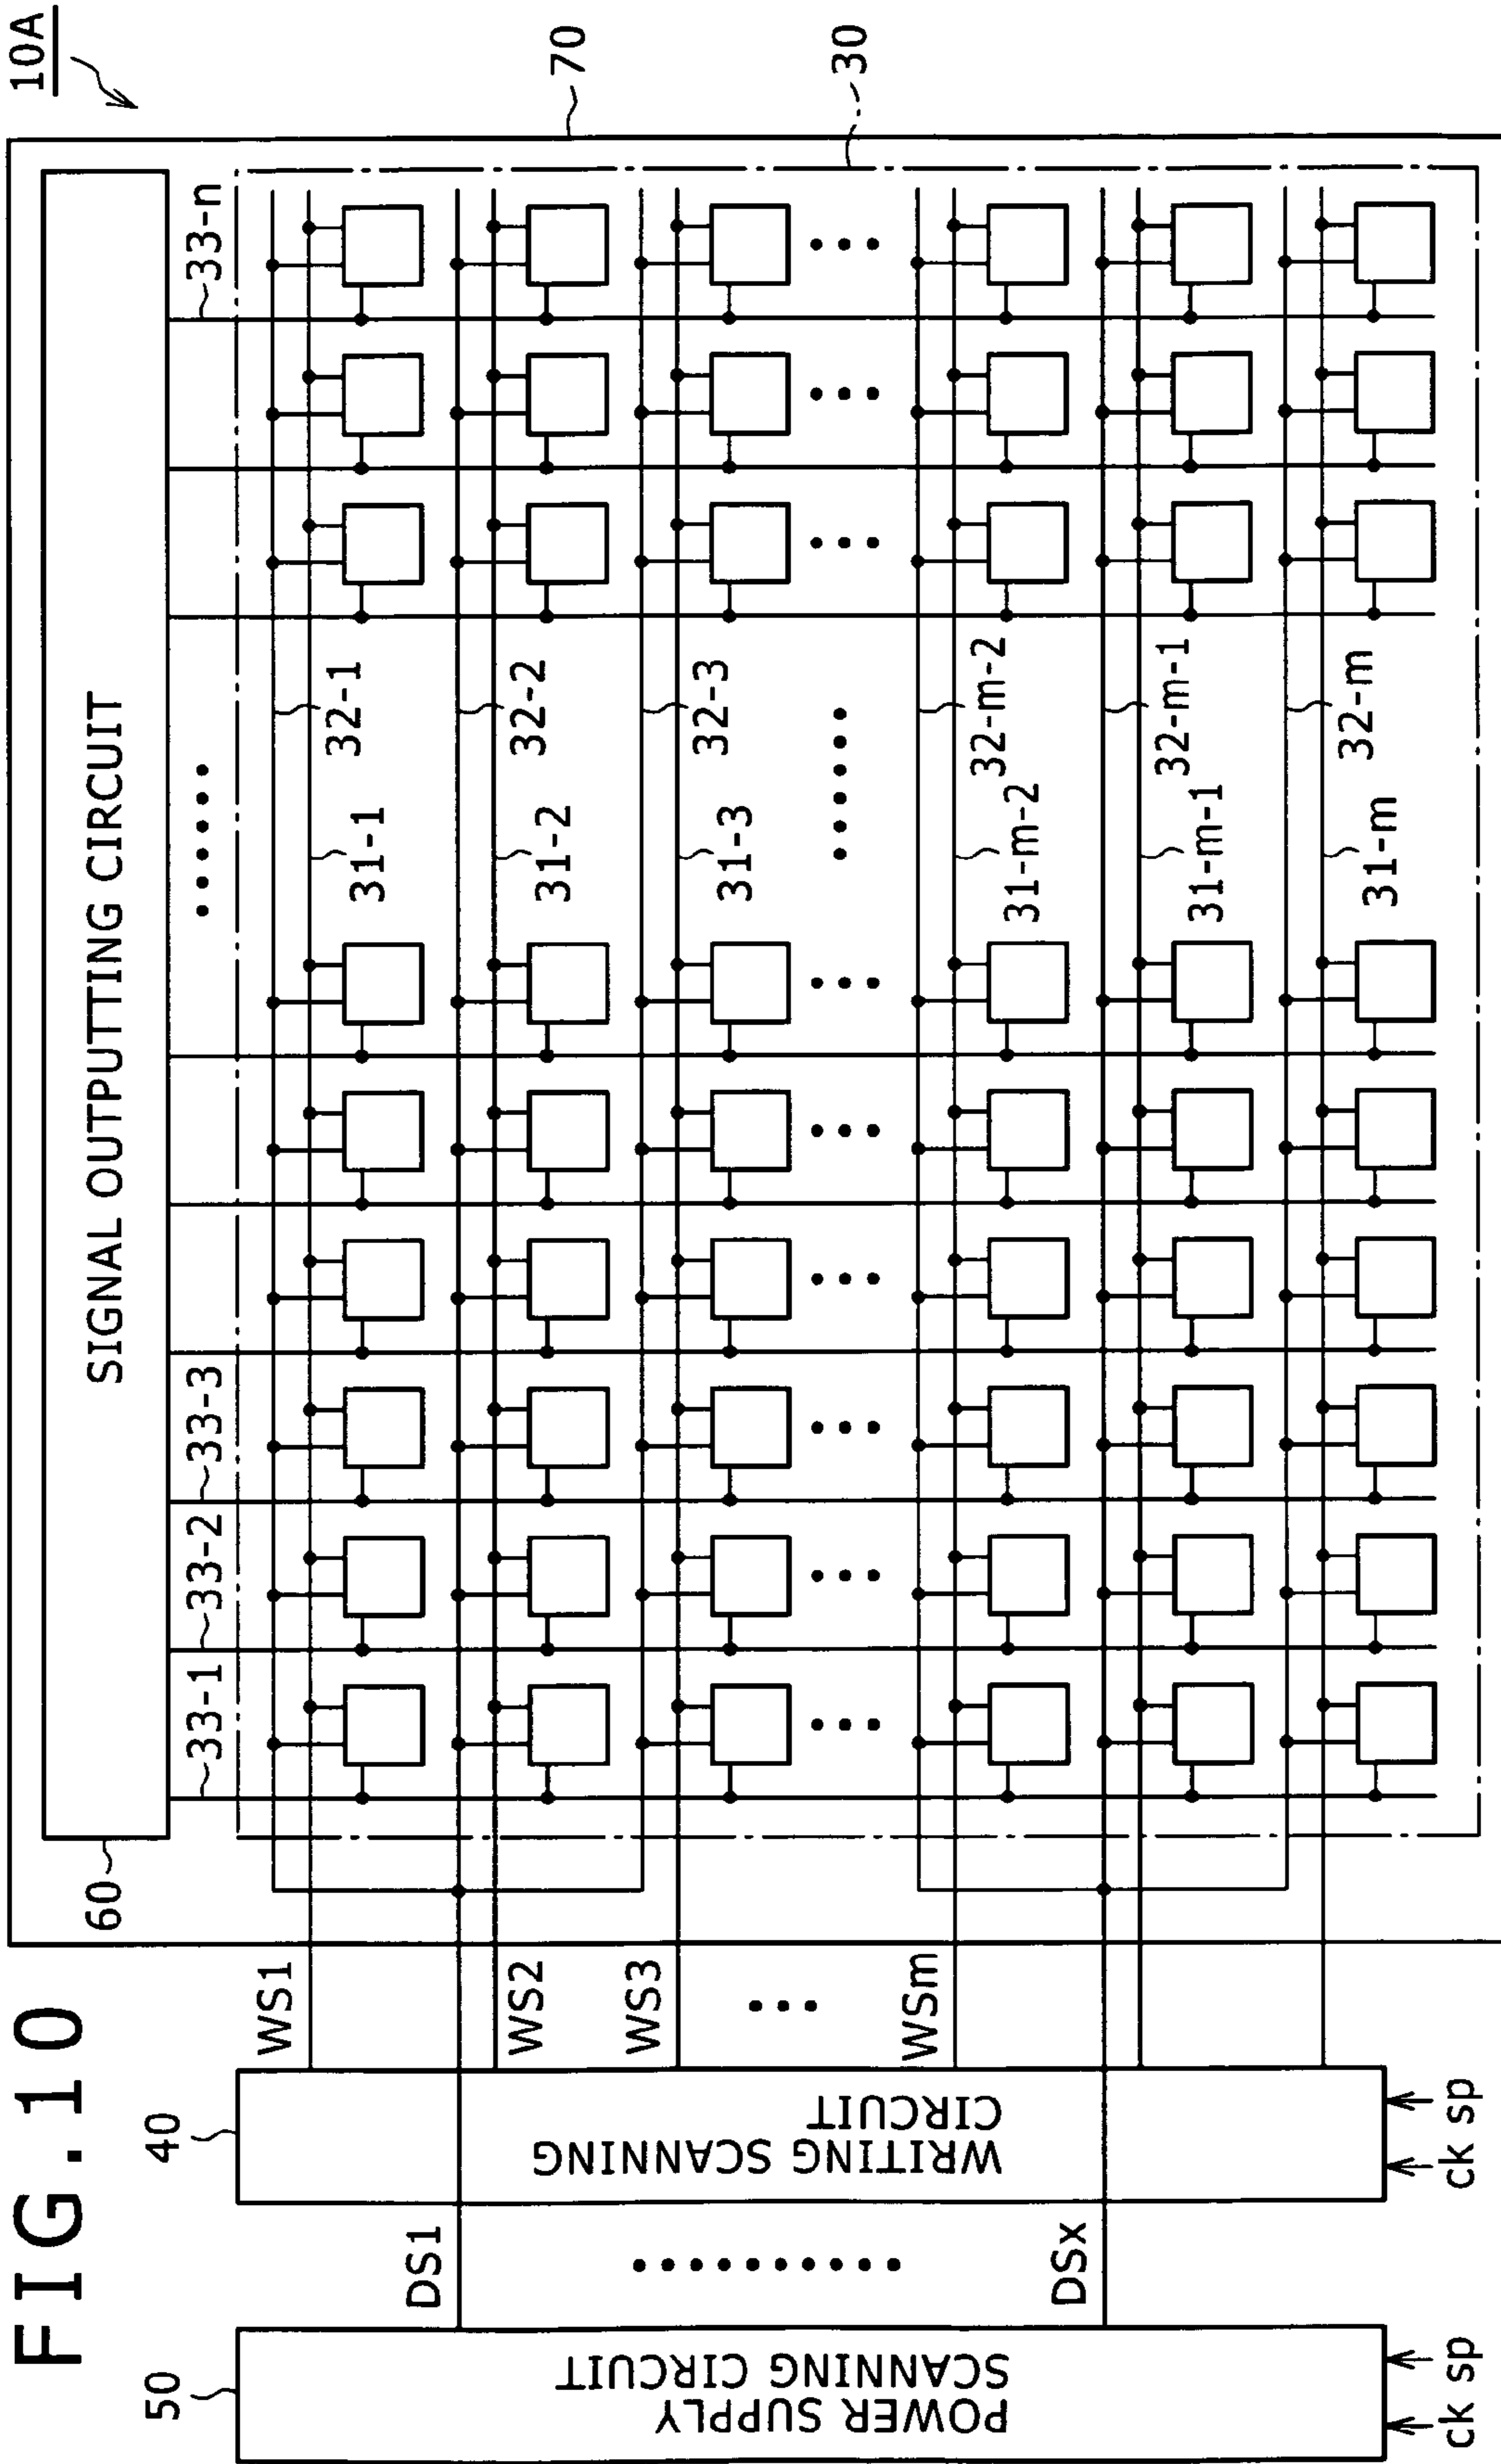 FIG.10
10A
70
30
60
SIGNAL OUTPUTTING CIRCUIT
33-1
33-2
33-3
33-n
50
40
POWER SUPPLY
SCANNING CIRCUIT
WRITING SCANNING
CIRCUIT
DS1
DSx
WS1
WS2
WS3
WSm
31-1
32-1
31-2
32-2
31-3
32-3
31-m-2
32-m-2
31-m-1
32-m-1
31-m
32-m
ck sp
ck sp